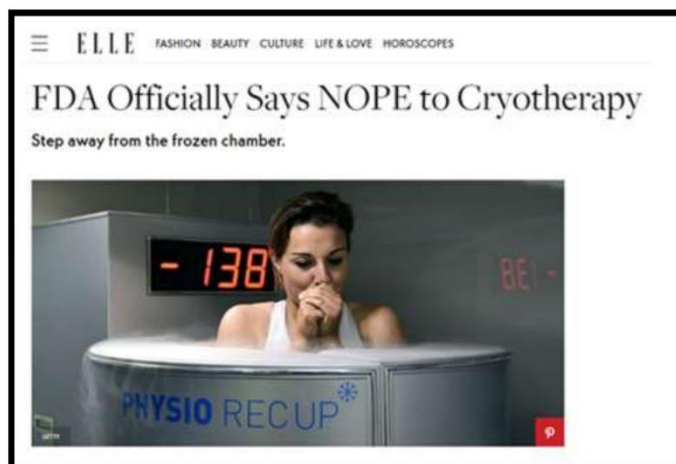 ELLE FASHION BEAUTY CULTURE LIFE & LOVE HOROSCOPES
FDA Officially Says NOPE to Cryotherapy
Step away from the frozen chamber.
- 138
PHYSIO RECUP
GETTY